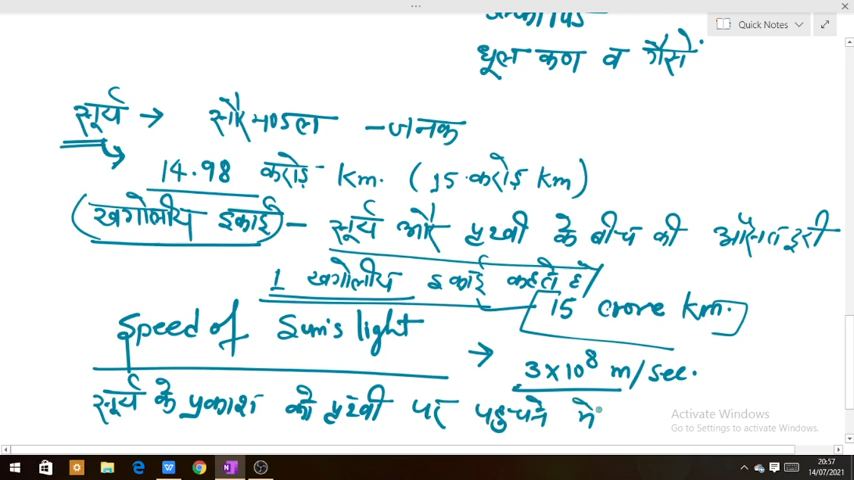 Quick Notes
धूल कण व गैसे
सूर्य → सौरमण्डल - जनक
14.98 करोड़ km. (15 करोड़ km)
(खगोलीय इकाई) - सूर्य और पृथ्वी के बीच की औसत दूरी
1 खगोलीय इकाई कहते है।
15 crore km.
Speed of Sun's light → 3×10⁸ m/sec.
सूर्य के प्रकाश को पृथ्वी पर पहुचने मे
Activate Windows
Go to Settings to activate Windows.
20:57
14/07/2021